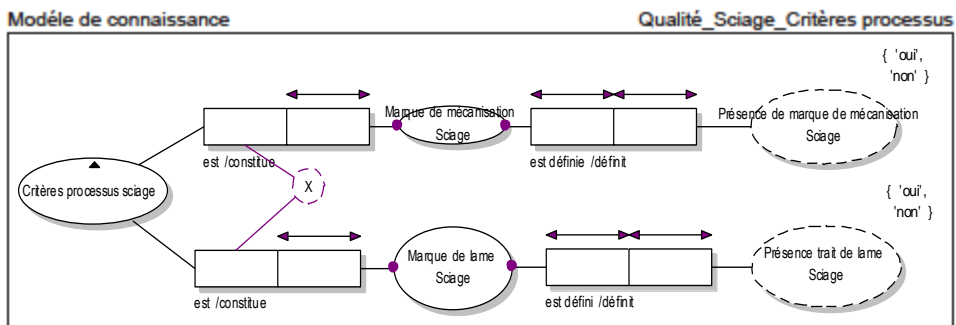 Modéle de connaissance
Qualité_Sciage_Critères processus
{ 'oui',
'non' }
Marque de mécanisation
Sciage
Présence de marque de mécanisation
Sciage
est /constitue
est définie /définit
Critères processus sciage
X
{ 'oui',
'non' }
Marque de lame
Sciage
Présence trait de lame
Sciage
est /constitue
est défini /définit